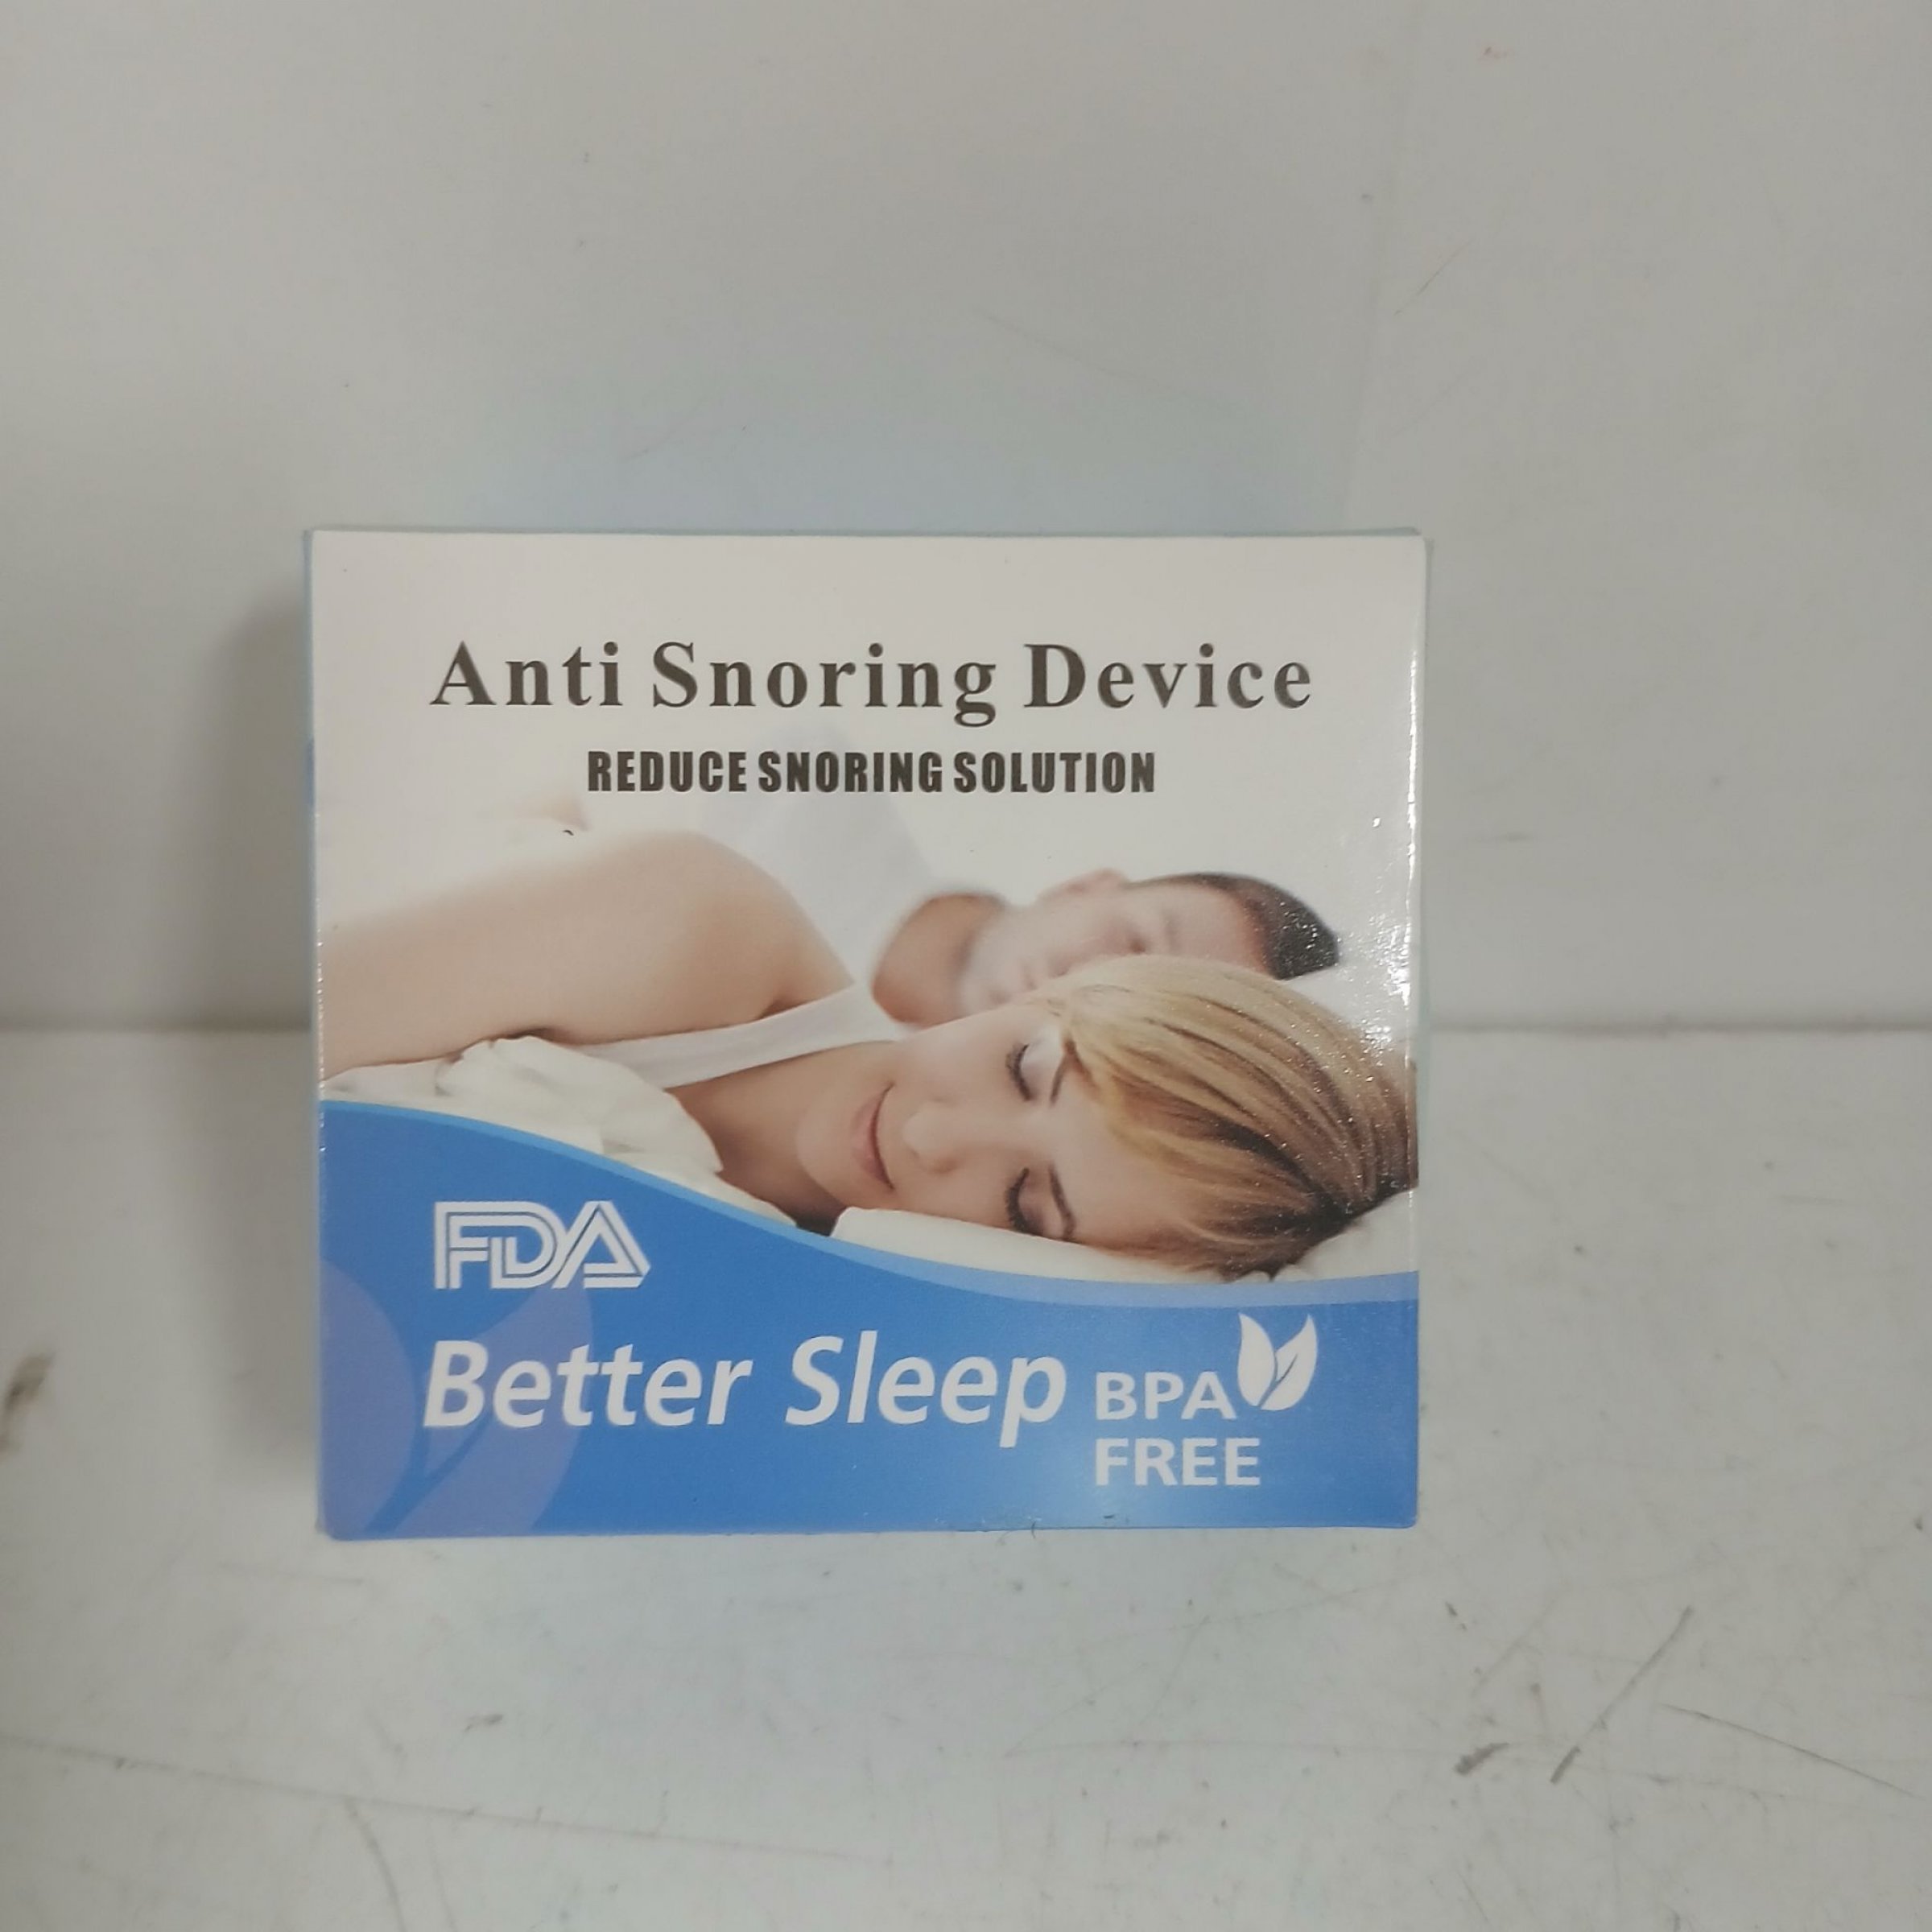 Anti Snoring Device
REDUCE SNORING SOLUTION
FDA
Better Sleep
BPA
FREE